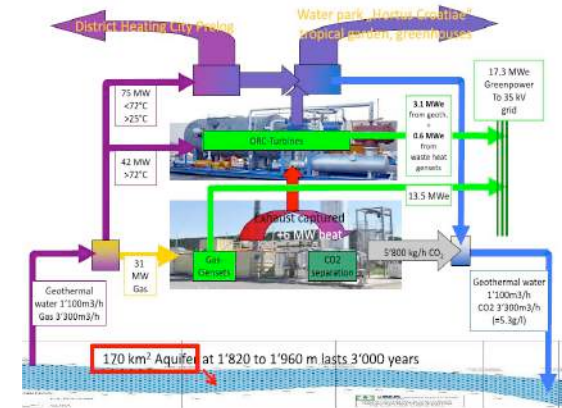 District Heating City Prelog
Water park „Hortus Croatiae"
tropical garden, greenhouses
75 MW
<72°C
>25°C
17.3 MWe
Greenpower
To 35 kV
grid
3.1 MWe
from geoth.
+
0.6 MWe
from
waste heat
gensets
ORC-Turbines
42 MW
>72°C
13.5 MWe
Exhaust captured
+6 MW heat
Gas-
Gensets
CO2
separation
5'800 kg/h CO2
31
MW
Gas
Geothermal
water 1'100m3/h
Gas 3'300m3/h
Geothermal water
1'100m3/h
CO2 3'300m3/h
(=5.3g/l)
170 km² Aquifer at 1'820 to 1'960 m lasts 3'000 years